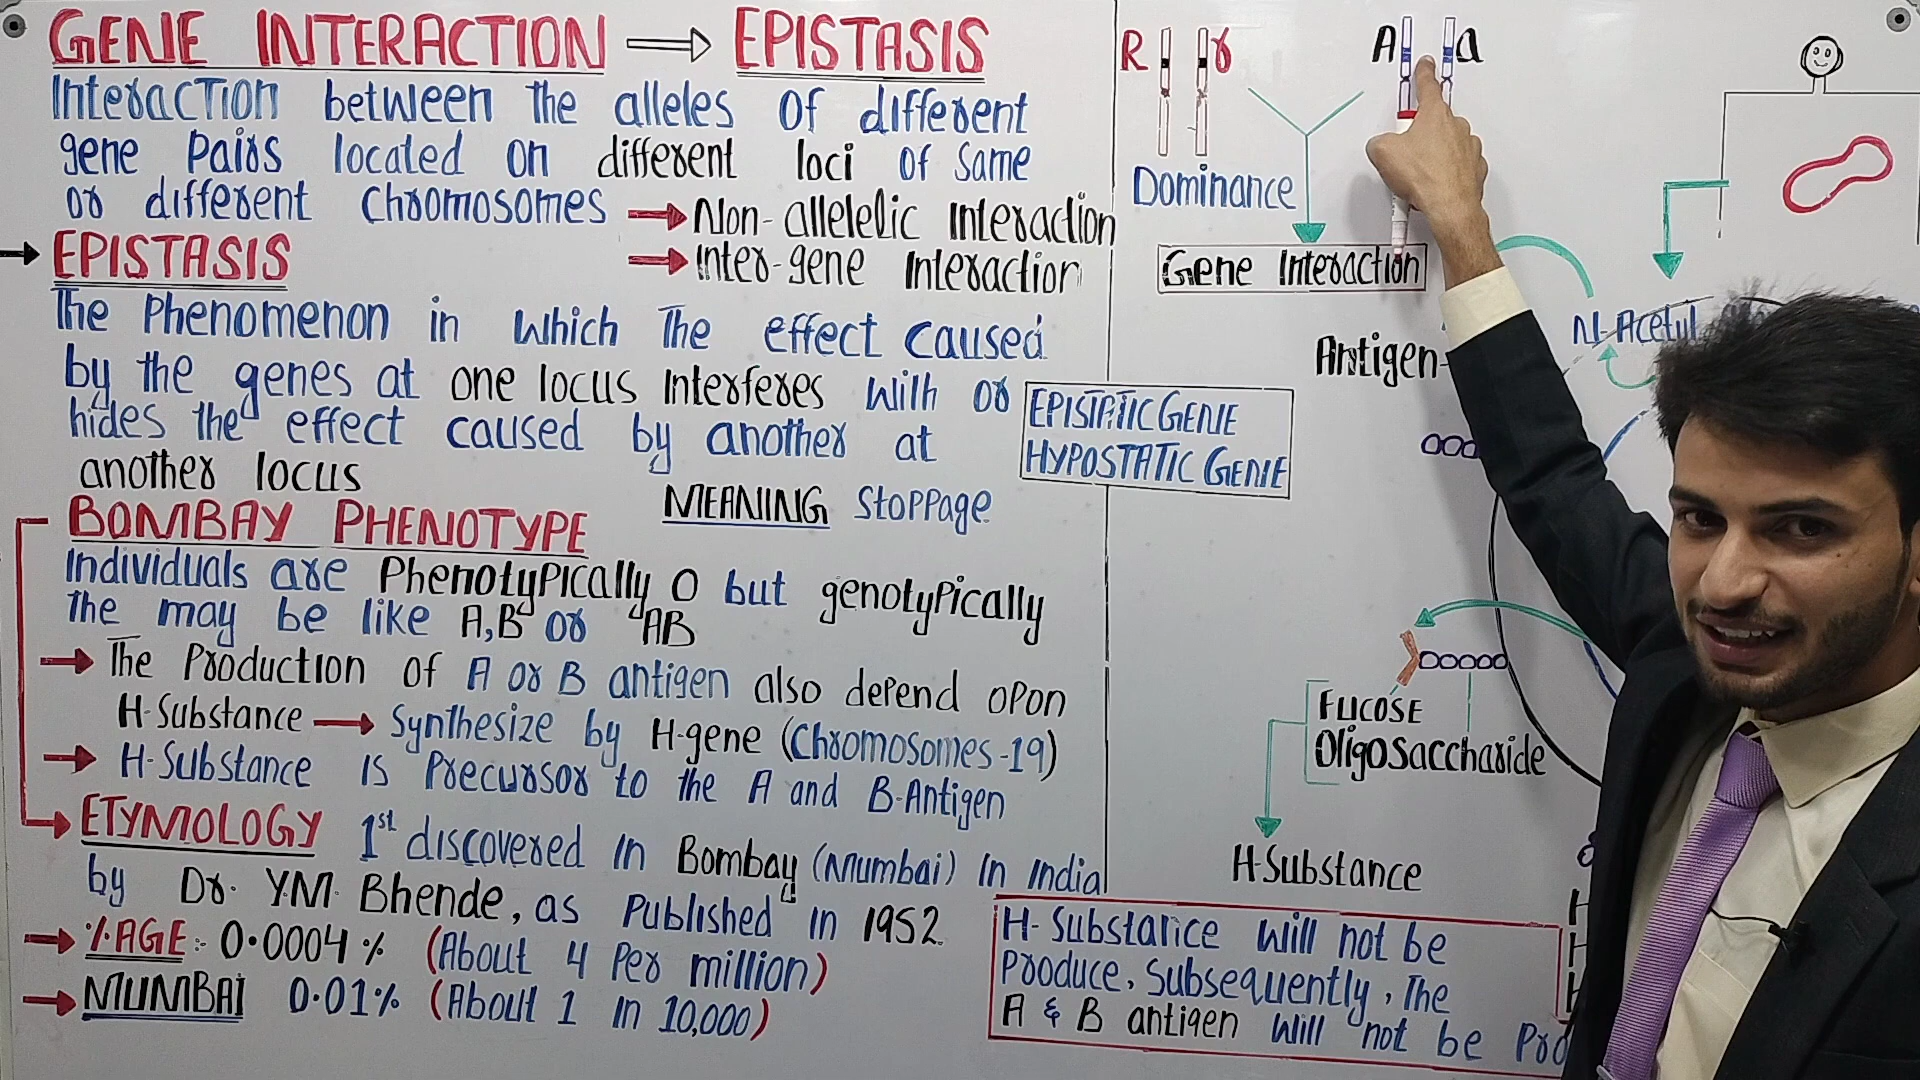 GENE INTERACTION → EPISTASIS
Interaction between the alleles of different
gene pairs located on different loci of same
or different chromosomes → Non-allelelic Interaction
→ Inter-gene Interaction
→ EPISTASIS
The phenomenon in which the effect caused
by the genes at one locus interferes with or
hides the effect caused by another at
another locus
MEANING stoppage
EPISTATIC GENE
HYPOSTATIC GENE
BOMBAY PHENOTYPE
Individuals are phenotypically O but genotypically
the may be like A,B or AB
→ The production of A or B antigen also depend opon
H-Substance → Synthesize by H-gene (Chromosomes-19)
→ H-Substance is precursor to the A and B-Antigen
→ ETYMOLOGY 1st discovered in Bombay (Mumbai) in India
by Dr. Y.M. Bhende, as published in 1952.
→ %AGE:- 0.0004% (About 4 per million)
→ MUMBAI 0.01% (About 1 in 10,000)
R r A a
Dominance
Gene Interaction
Antigen-
N-Acetyl
FUCOSE
Oligosaccharide
H-Substance
H-Substance will not be
produce, Subsequently, the
A & B antigen will not be pro